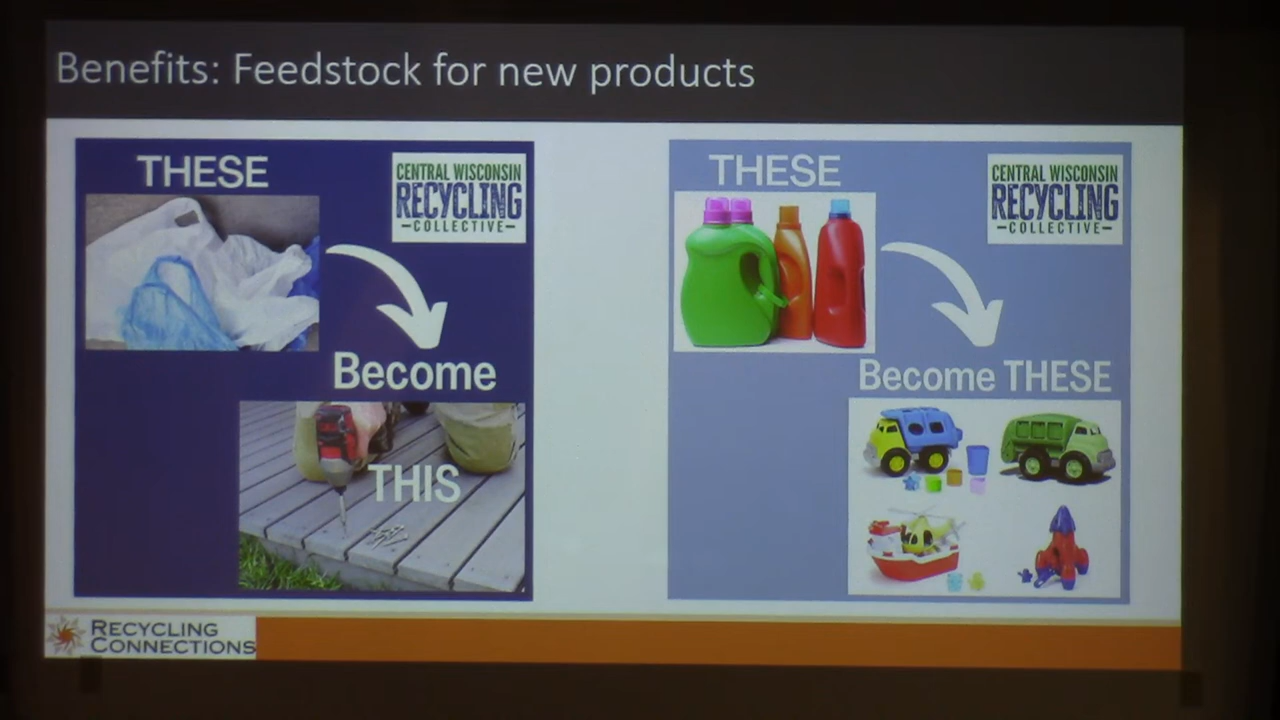 Benefits: Feedstock for new products
THESE
CENTRAL WISCONSIN
RECYCLING
–COLLECTIVE–
Become
THIS
THESE
CENTRAL WISCONSIN
RECYCLING
–COLLECTIVE–
Become THESE
RECYCLING
CONNECTIONS